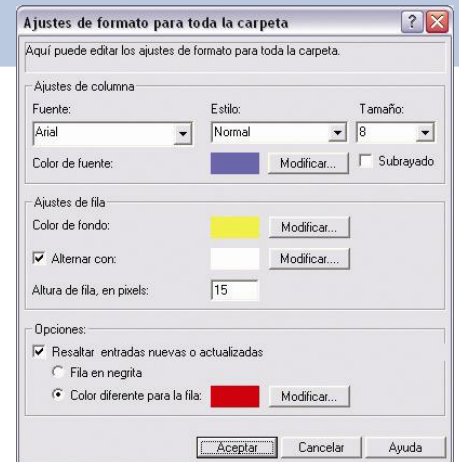 Ajustes de formato para toda la carpeta
Aquí puede editar los ajustes de formato para toda la carpeta.
Ajustes de columna
Fuente: Estilo: Tamaño:
Arial Normal 8
Color de fuente: Modificar... Subrayado
Ajustes de fila
Color de fondo: Modificar...
Alternar con: Modificar....
Altura de fila, en pixels: 15
Opciones:
Resaltar entradas nuevas o actualizadas
Fila en negrita
Color diferente para la fila: Modificar...
Aceptar Cancelar Ayuda